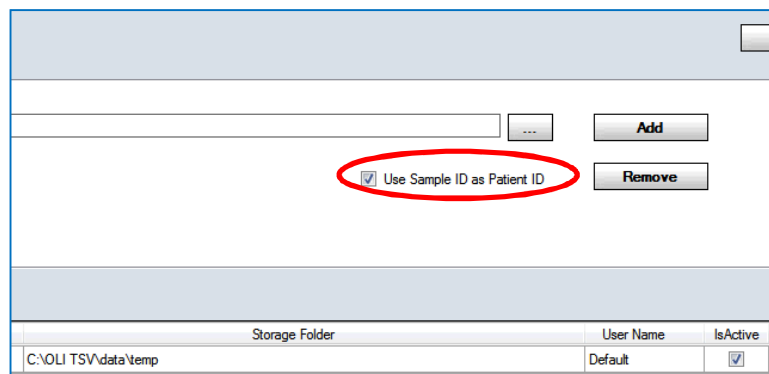 ... Add
Use Sample ID as Patient ID Remove
Storage Folder User Name IsActive
C:\OLI TSV\data\temp Default